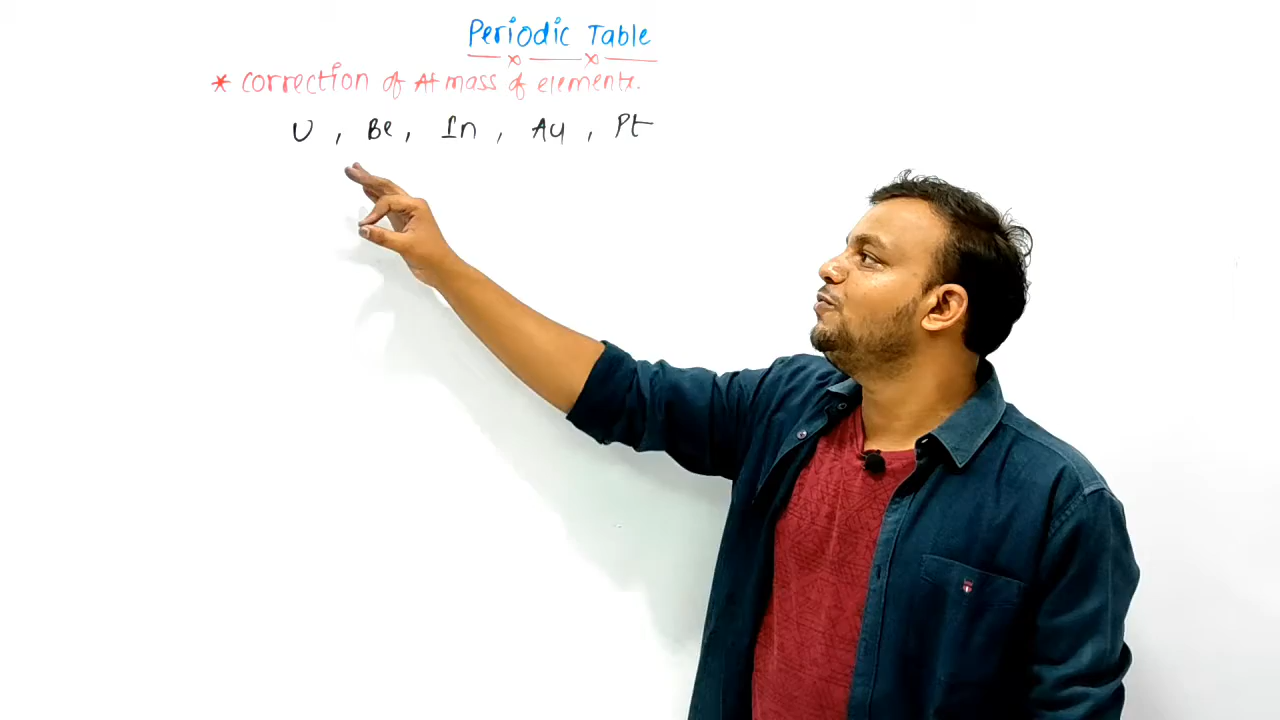 Periodic Table
* correction of At mass of elements.
U , Be, In , Au , Pt